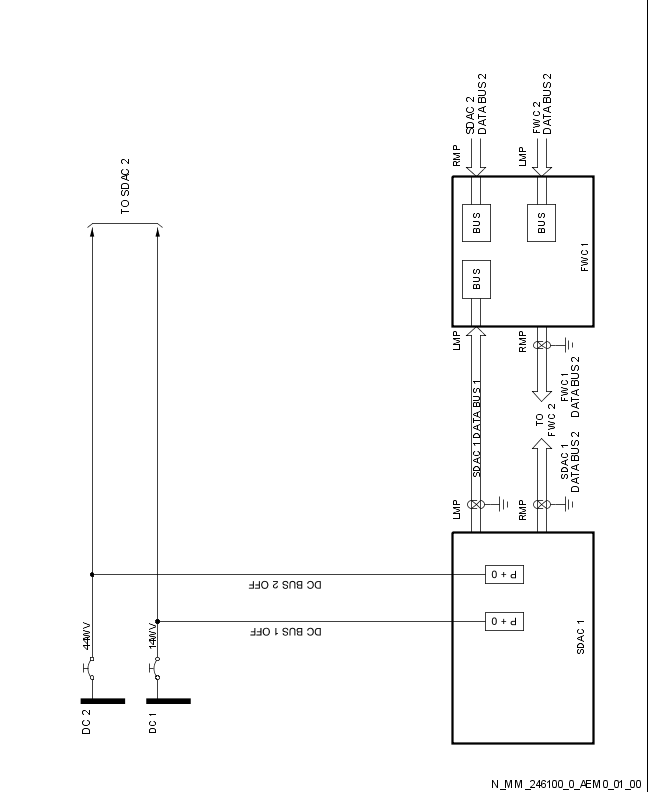 SDAC 2
DATA BUS 2
FWC 2
DATA BUS 2
RMP
LMP
TO SDAC 2
BUS
BUS
BUS
FWC 1
LMP
RMP
FWC 1
DATA BUS 2
SDAC 1 DATA BUS 1
TO
FWC 2
SDAC 1
DATA BUS 2
LMP
RMP
DC BUS 2 OFF
P + 0
DC BUS 1 OFF
P + 0
SDAC 1
44WV
14WV
DC 2
DC 1
N_MM_246100_0_AEM0_01_00